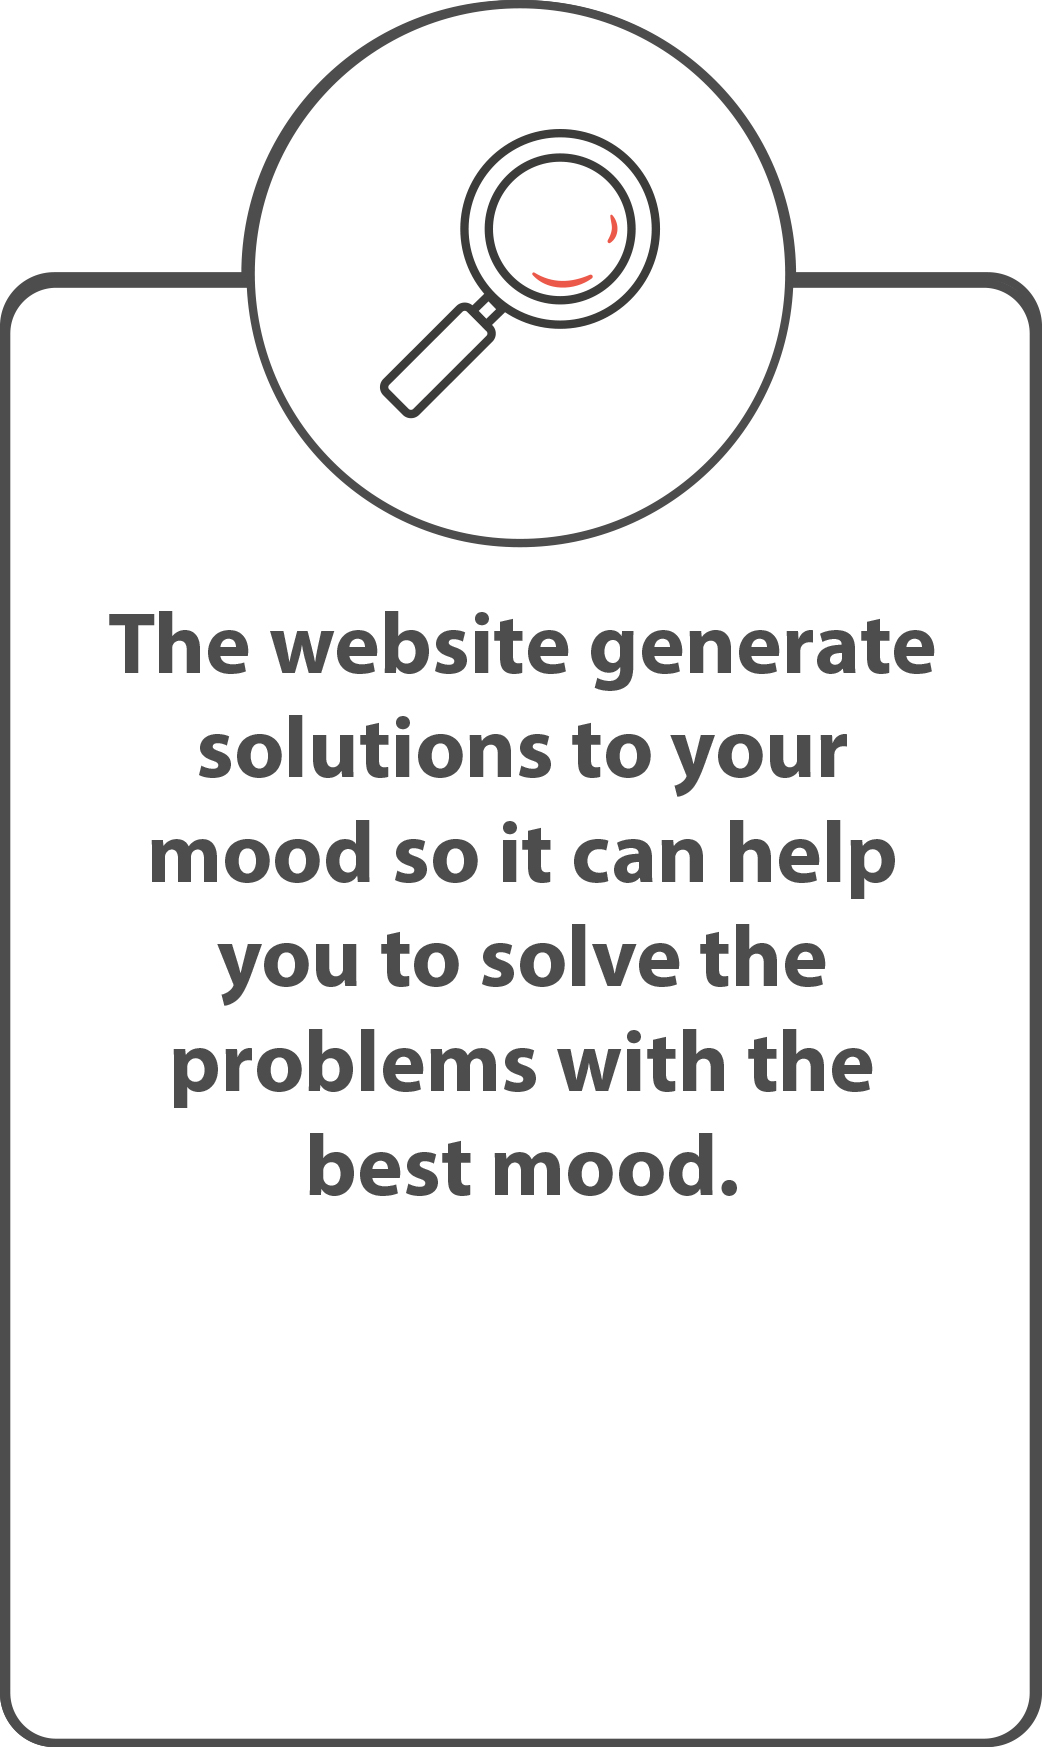 The website generate
solutions to your
mood so it can help
you to solve the
problems with the
best mood.